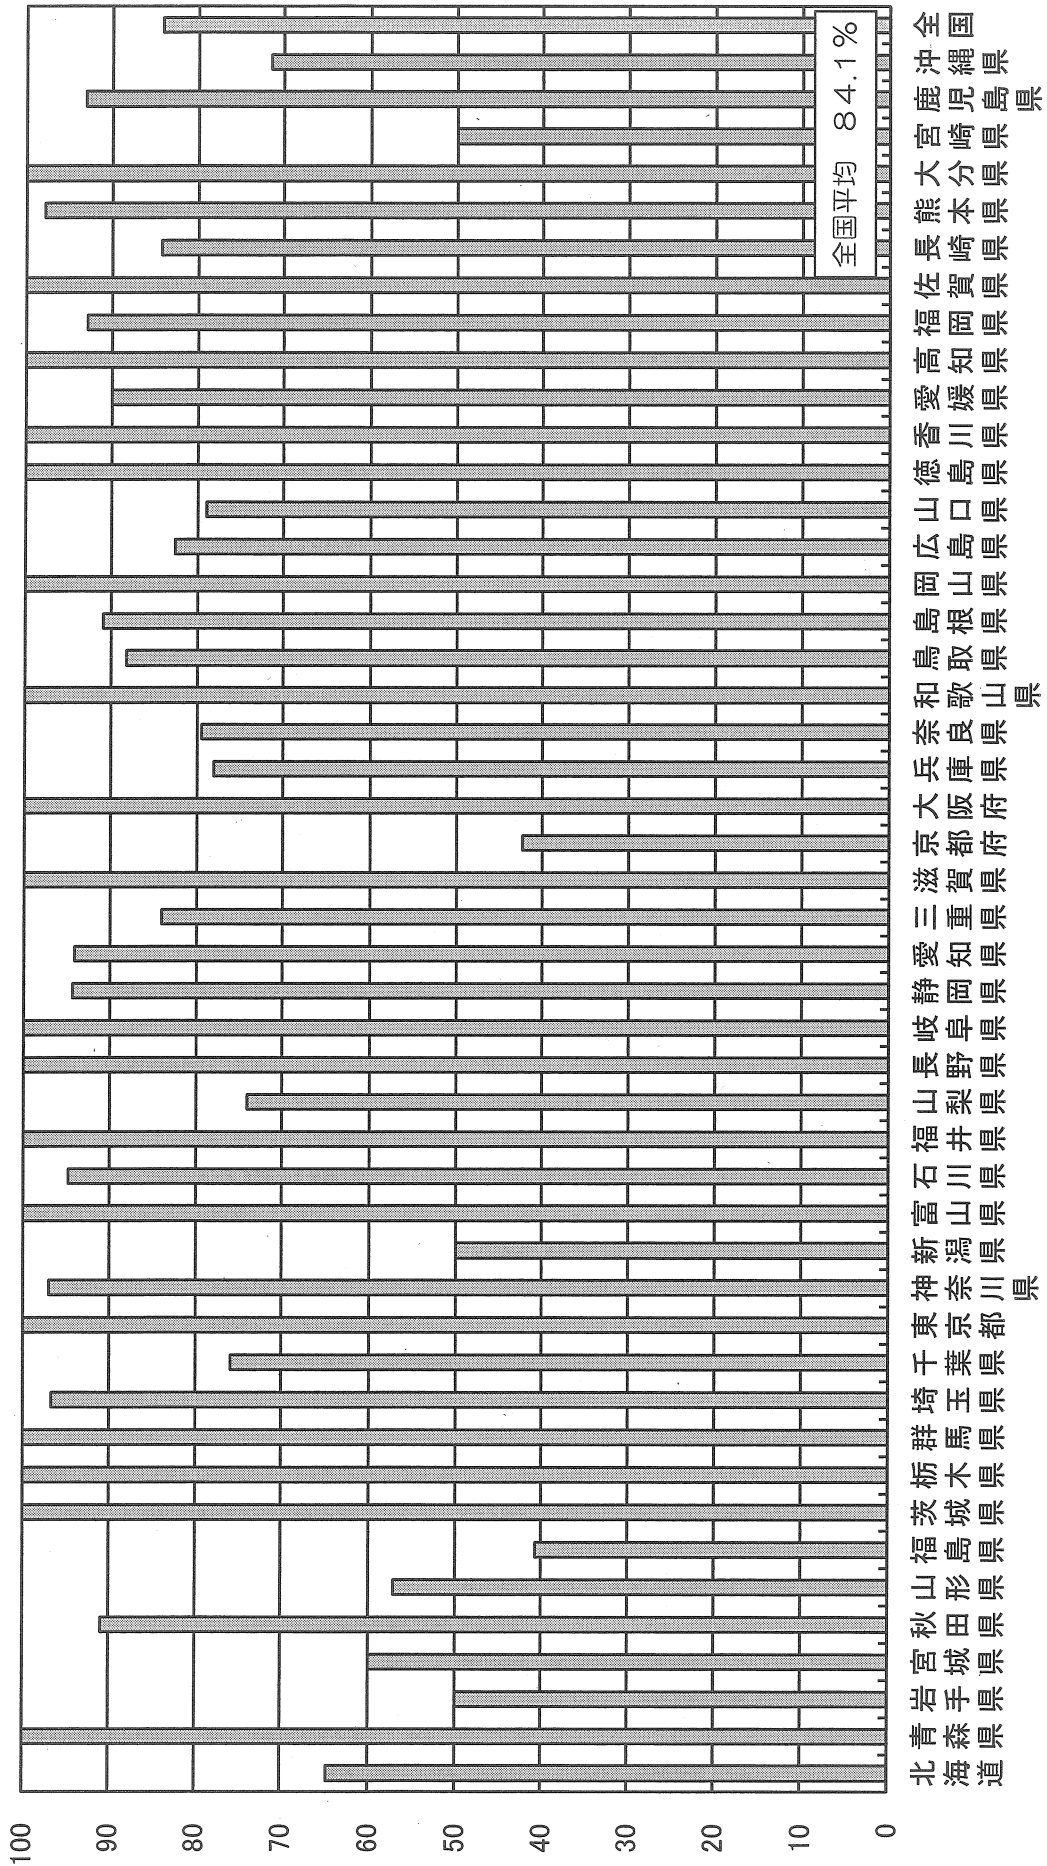 100
90
80
70
60
50
40
30
20
10
0
北海道
青森県
岩手県
宮城県
秋田県
山形県
福島県
茨城県
栃木県
群馬県
埼玉県
千葉県
東京都
神奈川県
新潟県
富山県
石川県
福井県
山梨県
長野県
岐阜県
静岡県
愛知県
三重県
滋賀県
京都府
大阪府
兵庫県
奈良県
和歌山県
鳥取県
島根県
岡山県
広島県
山口県
徳島県
香川県
愛媛県
高知県
福岡県
佐賀県
長崎県
熊本県
大分県
宮崎県
鹿児島県
沖縄県
全国
全国平均 84.1%